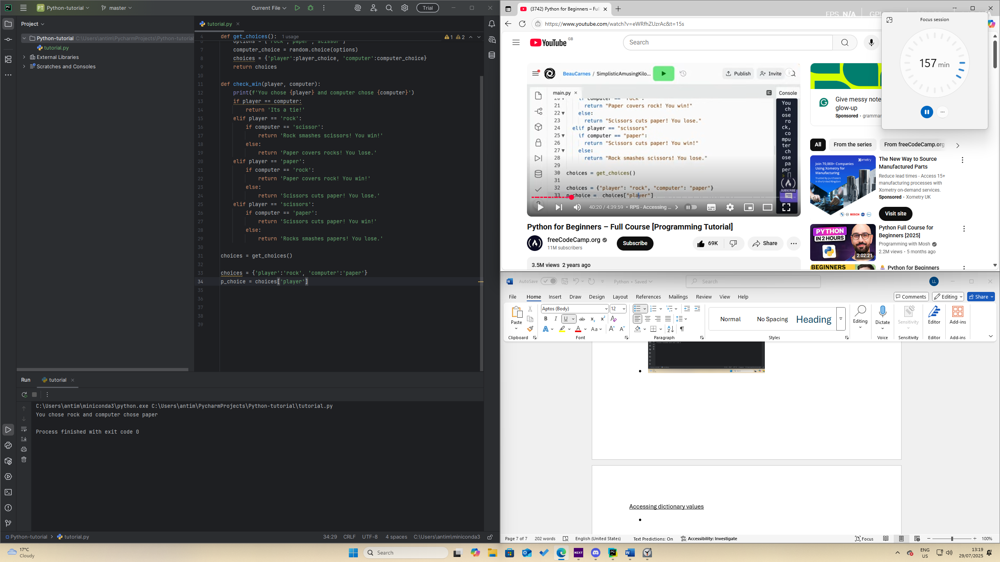 PT Python-tutorial master Current File Trial
Project
Python-tutorial C:\Users\antim\PycharmProjects\Python-tutorial
tutorial.py
External Libraries
Scratches and Consoles
tutorial.py
4 def get_choices(): 1 usage 1 2
options = ['rock', 'paper', 'scissor']
7 computer_choice = random.choice(options)
8 choices = {'player':player_choice, 'computer':computer_choice}
9 return choices
10
11 def check_win(player, computer):
12 print(f'You chose {player} and computer chose {computer}')
13 if player == computer:
14 return 'Its a tie!'
15 elif player == 'rock':
16 if computer == 'scissor':
17 return 'Rock smashes scissors! You win!'
18 else:
19 return 'Paper covers rocks! You lose.'
20 elif player == 'paper':
21 if computer == 'rock':
22 return 'Paper covers rock! You win!'
23 else:
24 return 'Scissors cuts paper! You lose.'
25 elif player == 'scissors':
26 if computer == 'paper':
27 return 'Scissors cuts paper! You win!'
28 else:
29 return 'Rocks smashes papers! You lose.'
30
31 choices = get_choices()
32
33 choices = {'player':'rock', 'computer':'paper'}
34 p_choice = choices['player']
35
36
37
38
39
Run tutorial
C:\Users\antim\miniconda3\python.exe C:\Users\antim\PycharmProjects\Python-tutorial\tutorial.py
You chose rock and computer chose paper
Process finished with exit code 0
Python-tutorial > tutorial.py 34:29 CRLF UTF-8 4 spaces C:\Users\antim\miniconda3
(3742) Python for Beginners – Ful
FPS N/A
https://www.youtube.com/watch?v=eWRfhZUzrAc&t=15s
Focus session
157 min
YouTube GB
Search
BeauCarnes / SimplisticAmusingKilo... Publish Invite
main.py Console
20 if computer == "rock":
21 return "Paper covers rock! You win!"
22 else:
23 return "Scissors cuts paper! You lose."
24 elif player == "scissors"
25 if computer == "paper":
26 return "Scissors cuts paper! You win!"
27 else:
28 return "Rock smashes scissors! You lose."
29
30 choices = get_choices()
31
32 choices = {"player": "rock", "computer": "paper"}
33 p_choice = choices["player"]
You
ch
ose
ro
ck,
co
mpu
ter
ch
ose
pa
per
SUBSCRIBE
40:20 / 4:39:59 • RPS - Accessing ...
Python for Beginners – Full Course [Programming Tutorial]
freeCodeCamp.org
11M subscribers
Subscribe
69K
Share
3.5M views 2 years ago
Give messy note
glow-up
Sponsored · grammar
All From the series From freeCodeCamp.org
Xometry
Join 70,000+ Companies
Using Xometry for
Manufacturing
Trusted by purchasers
in the United Kingdom
BOSCH
The New Way to Source
Manufactured Parts
Reduce lead times - Access 15+
manufacturing processes with
Xometry on-demand services.
Sponsored · Xometry UK
Visit site
PYTHON
IN 2 HOURS
2:02:21
Python Full Course for
Beginners [2025]
Programming with Mosh
2.2M views · 5 months ago
BEGINNERS
Python for Beginners
AutoSave Python • Saved Search LL
File Home Insert Draw Design Layout References Mailings Review View Help Comments Editing Share
Paste
Clipboard
Aptos (Body) 12
B I U ab x2 x2 A
A A A Aa A A
Font
Paragraph
Normal No Spacing Heading
Styles
Editing
Dictate
Voice
Sensitivity
Sensitivity
Editor
Editor
Add-ins
Add-ins
Accessing dictionary values
Page 7 of 7 202 words English (United States) Text Predictions: On Accessibility: Investigate Focus 100%
17°C
Cloudy
Search
NZXT
ENG
US
13:19
29/07/2025